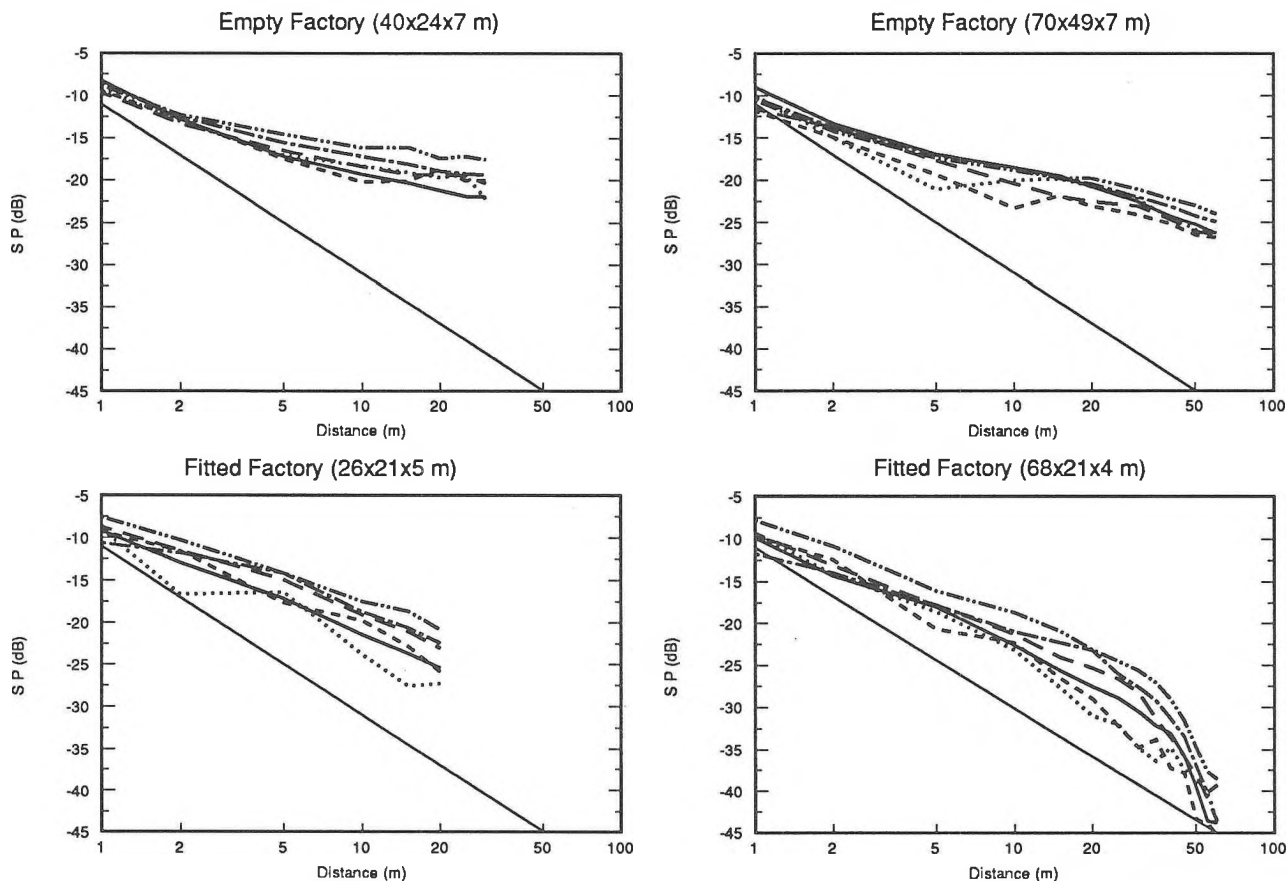 Empty Factory (40x24x7 m)
S P (dB)
-5
-10
-15
-20
-25
-30
-35
-40
-45
1 2 5 10 20 50 100
Distance (m)
Empty Factory (70x49x7 m)
S P (dB)
-5
-10
-15
-20
-25
-30
-35
-40
-45
1 2 5 10 20 50 100
Distance (m)
Fitted Factory (26x21x5 m)
S P (dB)
-5
-10
-15
-20
-25
-30
-35
-40
-45
1 2 5 10 20 50 100
Distance (m)
Fitted Factory (68x21x4 m)
S P (dB)
-5
-10
-15
-20
-25
-30
-35
-40
-45
1 2 5 10 20 50 100
Distance (m)